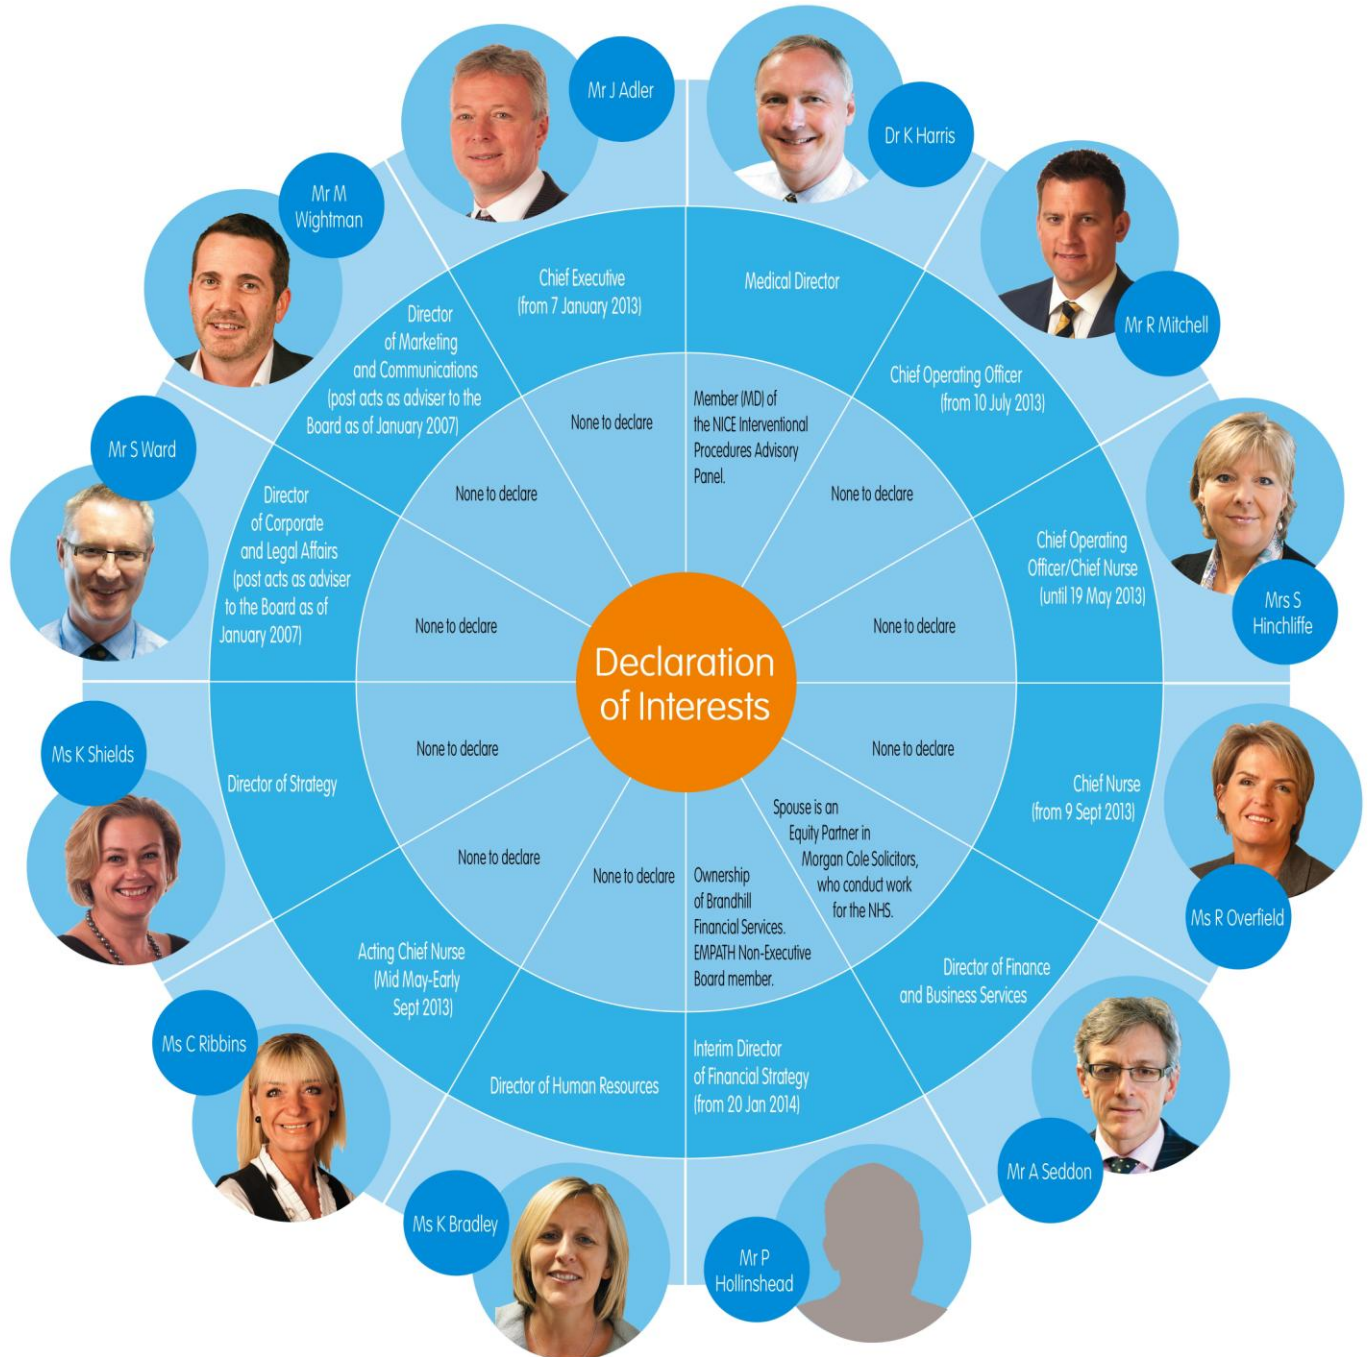 Declaration
of Interests
Mr J Adler
Chief Executive
(from 7 January 2013)
None to declare
Dr K Harris
Medical Director
Member (MD) of
the NICE Interventional
Procedures Advisory
Panel.
Mr R Mitchell
Chief Operating Officer
(from 10 July 2013)
None to declare
Mrs S
Hinchliffe
Chief Operating
Officer/Chief Nurse
(until 19 May 2013)
None to declare
Ms R Overfield
Chief Nurse
(from 9 Sept 2013)
None to declare
Mr A Seddon
Director of Finance
and Business Services
Spouse is an
Equity Partner in
Morgan Cole Solicitors,
who conduct work
for the NHS.
Mr P
Hollinshead
Interim Director
of Financial Strategy
(from 20 Jan 2014)
Ownership
of Brandhill
Financial Services.
EMPATH Non-Executive
Board member.
Ms K Bradley
Director of Human Resources
None to declare
Ms C Ribbins
Acting Chief Nurse
(Mid May-Early
Sept 2013)
None to declare
Ms K Shields
Director of Strategy
None to declare
Mr S Ward
Director
of Corporate
and Legal Affairs
(post acts as adviser
to the Board as of
January 2007)
None to declare
Mr M
Wightman
Director
of Marketing
and Communications
(post acts as adviser to the
Board as of January 2007)
None to declare